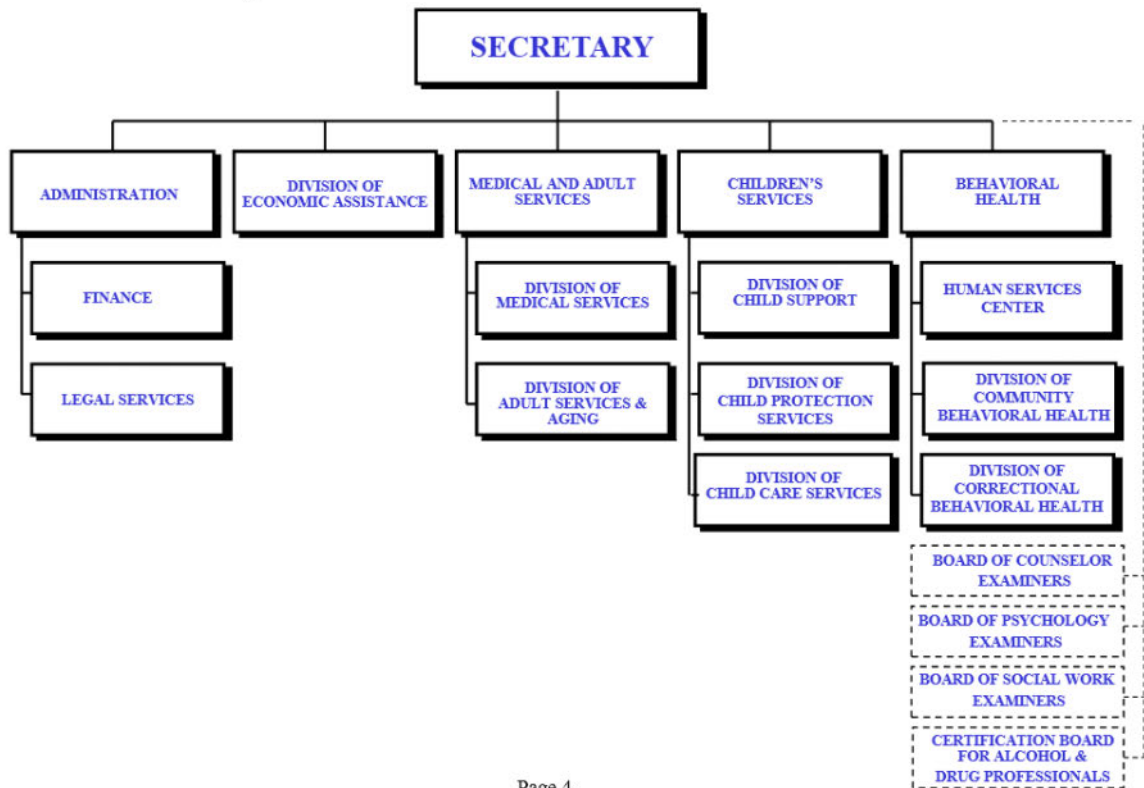 SECRETARY
ADMINISTRATION
DIVISION OF
ECONOMIC ASSISTANCE
MEDICAL AND ADULT
SERVICES
CHILDREN'S
SERVICES
BEHAVIORAL
HEALTH
FINANCE
LEGAL SERVICES
DIVISION OF
MEDICAL SERVICES
DIVISION OF
ADULT SERVICES &
AGING
DIVISION OF
CHILD SUPPORT
DIVISION OF
CHILD PROTECTION
SERVICES
DIVISION OF
CHILD CARE SERVICES
HUMAN SERVICES
CENTER
DIVISION OF
COMMUNITY
BEHAVIORAL HEALTH
DIVISION OF
CORRECTIONAL
BEHAVIORAL HEALTH
BOARD OF COUNSELOR
EXAMINERS
BOARD OF PSYCHOLOGY
EXAMINERS
BOARD OF SOCIAL WORK
EXAMINERS
CERTIFICATION BOARD
FOR ALCOHOL &
DRUG PROFESSIONALS
Page 4